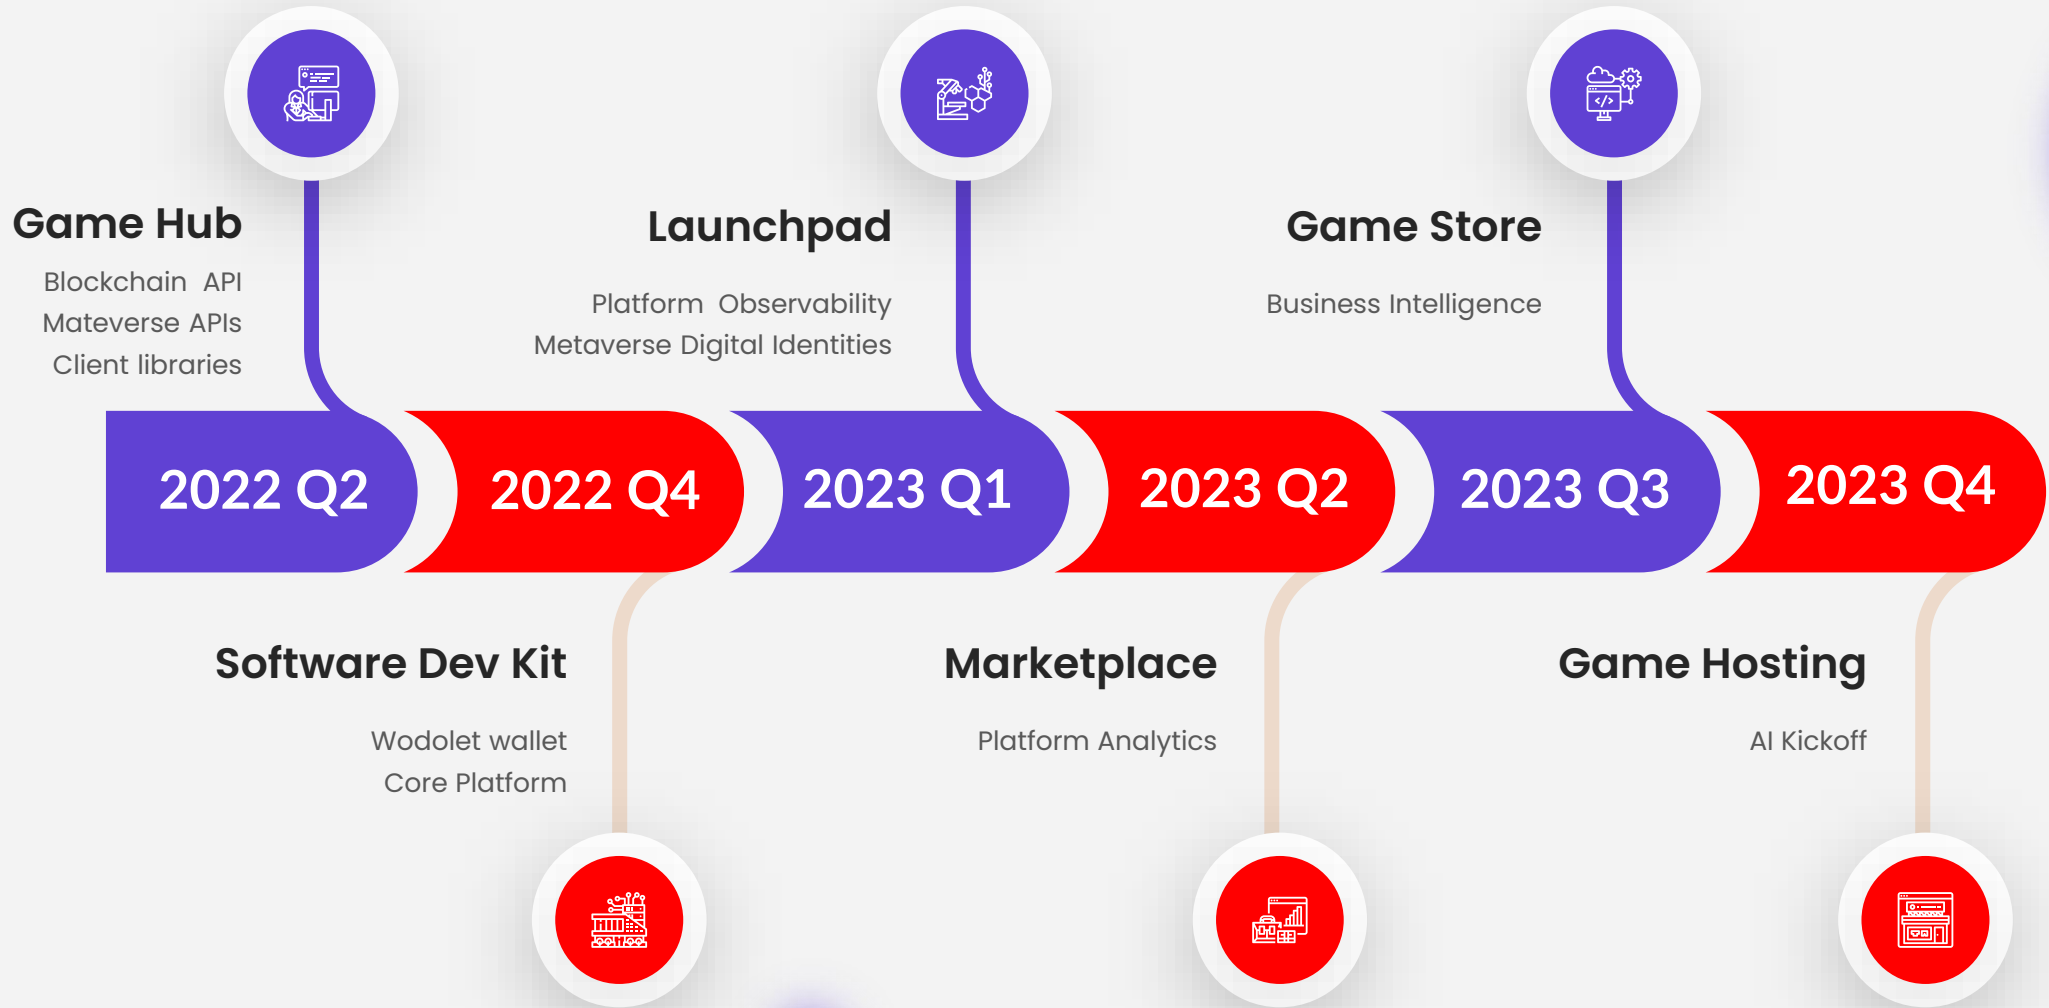 Game Hub
Blockchain API
Mateverse APIs
Client libraries
Launchpad
Platform Observability
Metaverse Digital Identities
Game Store
Business Intelligence
2022 Q2
2022 Q4
2023 Q1
2023 Q2
2023 Q3
2023 Q4
Software Dev Kit
Wodolet wallet
Core Platform
Marketplace
Platform Analytics
Game Hosting
AI Kickoff